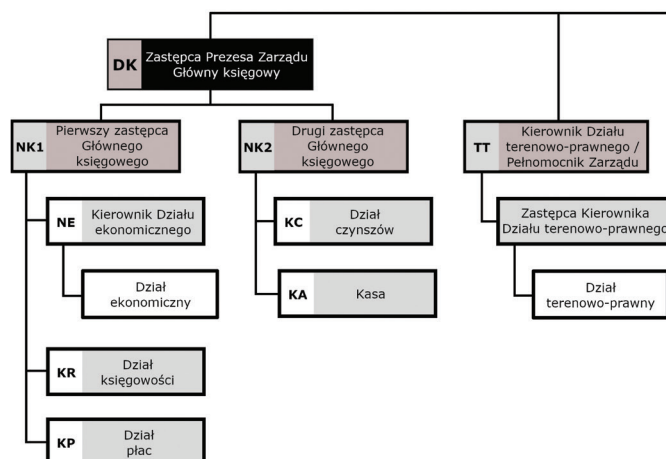 DK
Zastępca Prezesa Zarządu
Główny księgowy
NK1
Pierwszy zastępca
Głównego
księgowego
NK2
Drugi zastępca
Głównego
księgowego
TT
Kierownik Działu
terenowo-prawnego /
Pełnomocnik Zarządu
NE
Kierownik Działu
ekonomicznego
KC
Dział
czynszów
Zastępca Kierownika
Działu terenowo-prawnego
Dział
ekonomiczny
KA
Kasa
Dział
terenowo-prawny
KR
Dział
księgowości
KP
Dział
płac